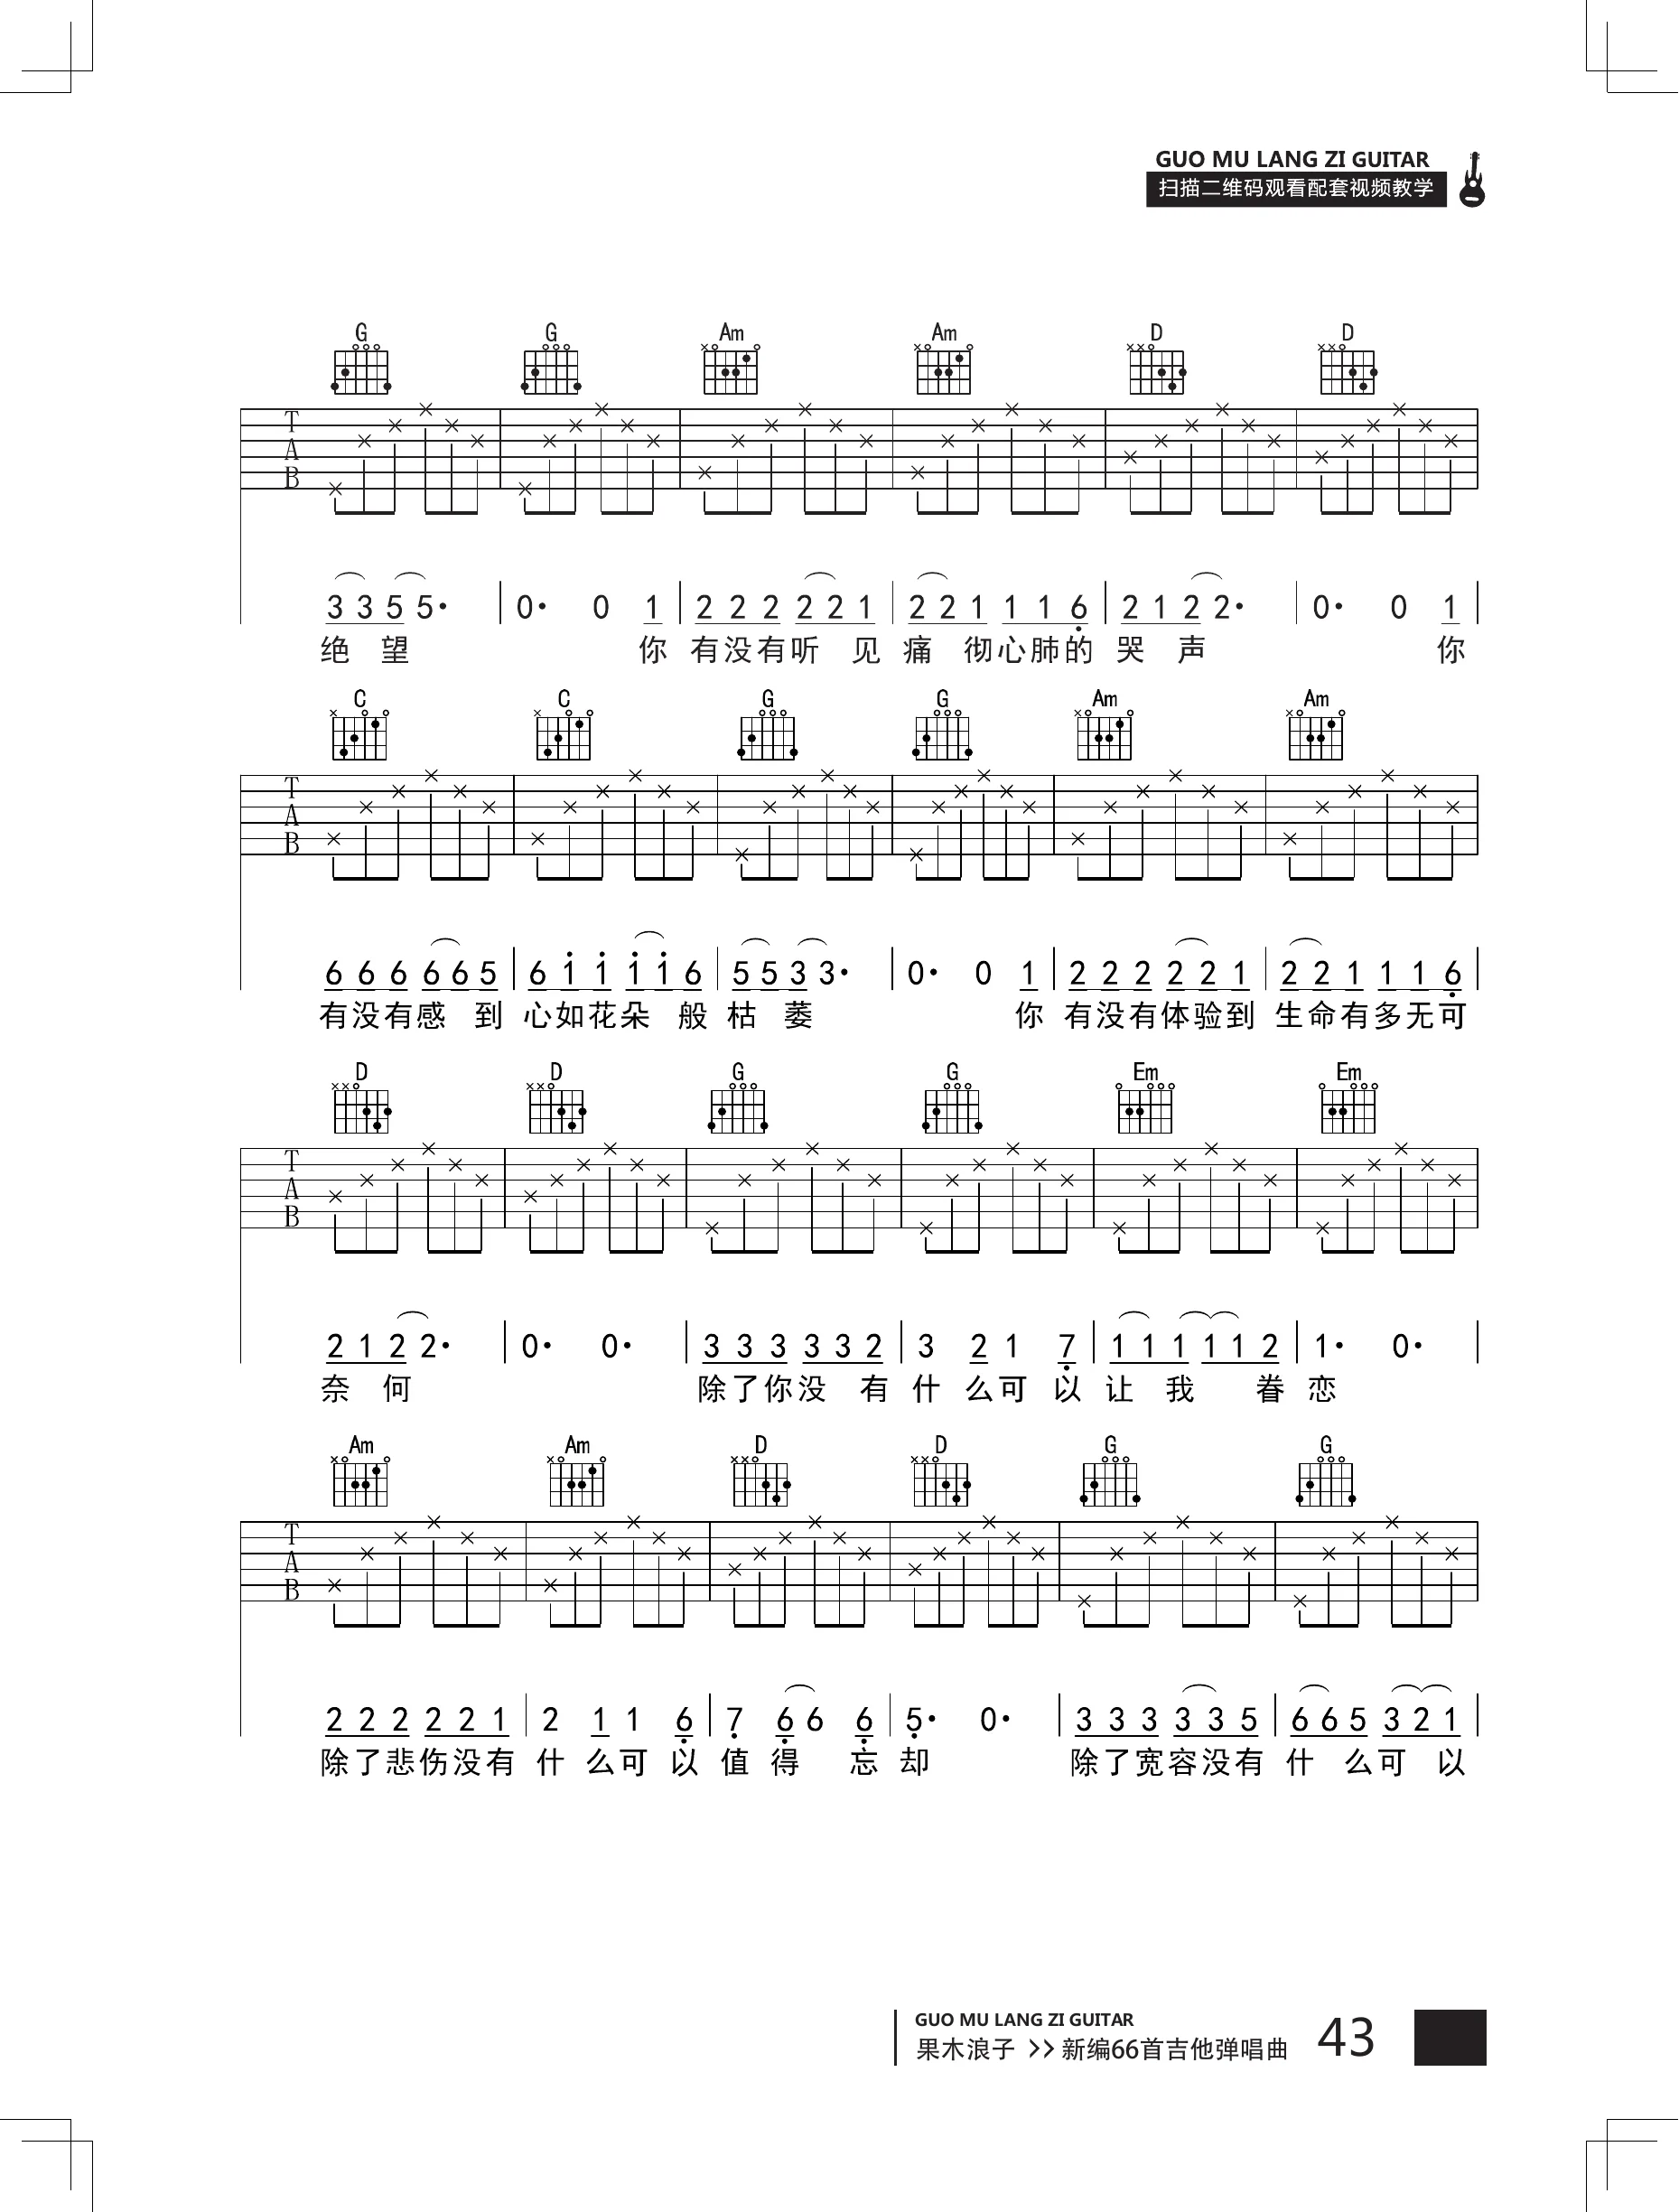 GUO MU LANG ZI GUITAR
扫描二维码观看配套视频教学
G G Am Am D D
T
A
B
3 3 5 5· | 0· 0 1 | 2 2 2 2 2 1 | 2 2 1 1 1 6̣ | 2 1 2 2· | 0· 0 1 |
绝 望 你 有没有听 见 痛 彻心肺的 哭 声 你
C C G G Am Am
T
A
B
6 6 6 6 6 5 | 6 1̇ 1̇ 1̇ 1̇ 6 | 5 5 3 3· | 0· 0 1 | 2 2 2 2 2 1 | 2 2 1 1 1 6̣ |
有没有感 到 心如花朵 般 枯 萎 你 有没有体验到 生命有多无可
D D G G Em Em
T
A
B
2 1 2 2· | 0· 0· | 3 3 3 3 3 2 | 3 2 1 7̣ | 1 1 1 1 1 2 | 1· 0· |
奈 何 除了你没 有 什 么可 以 让 我 眷 恋
Am Am D D G G
T
A
B
2 2 2 2 2 1 | 2 1 1 6̣ | 7̣ 6̣ 6 6̣ | 5̣· 0· | 3 3 3 3 3 5 | 6 6 5 3 2 1 |
除了悲伤没有 什 么可 以 值 得 忘 却 除了宽容没有 什 么可 以
GUO MU LANG ZI GUITAR
果木浪子 >> 新编66首吉他弹唱曲 43